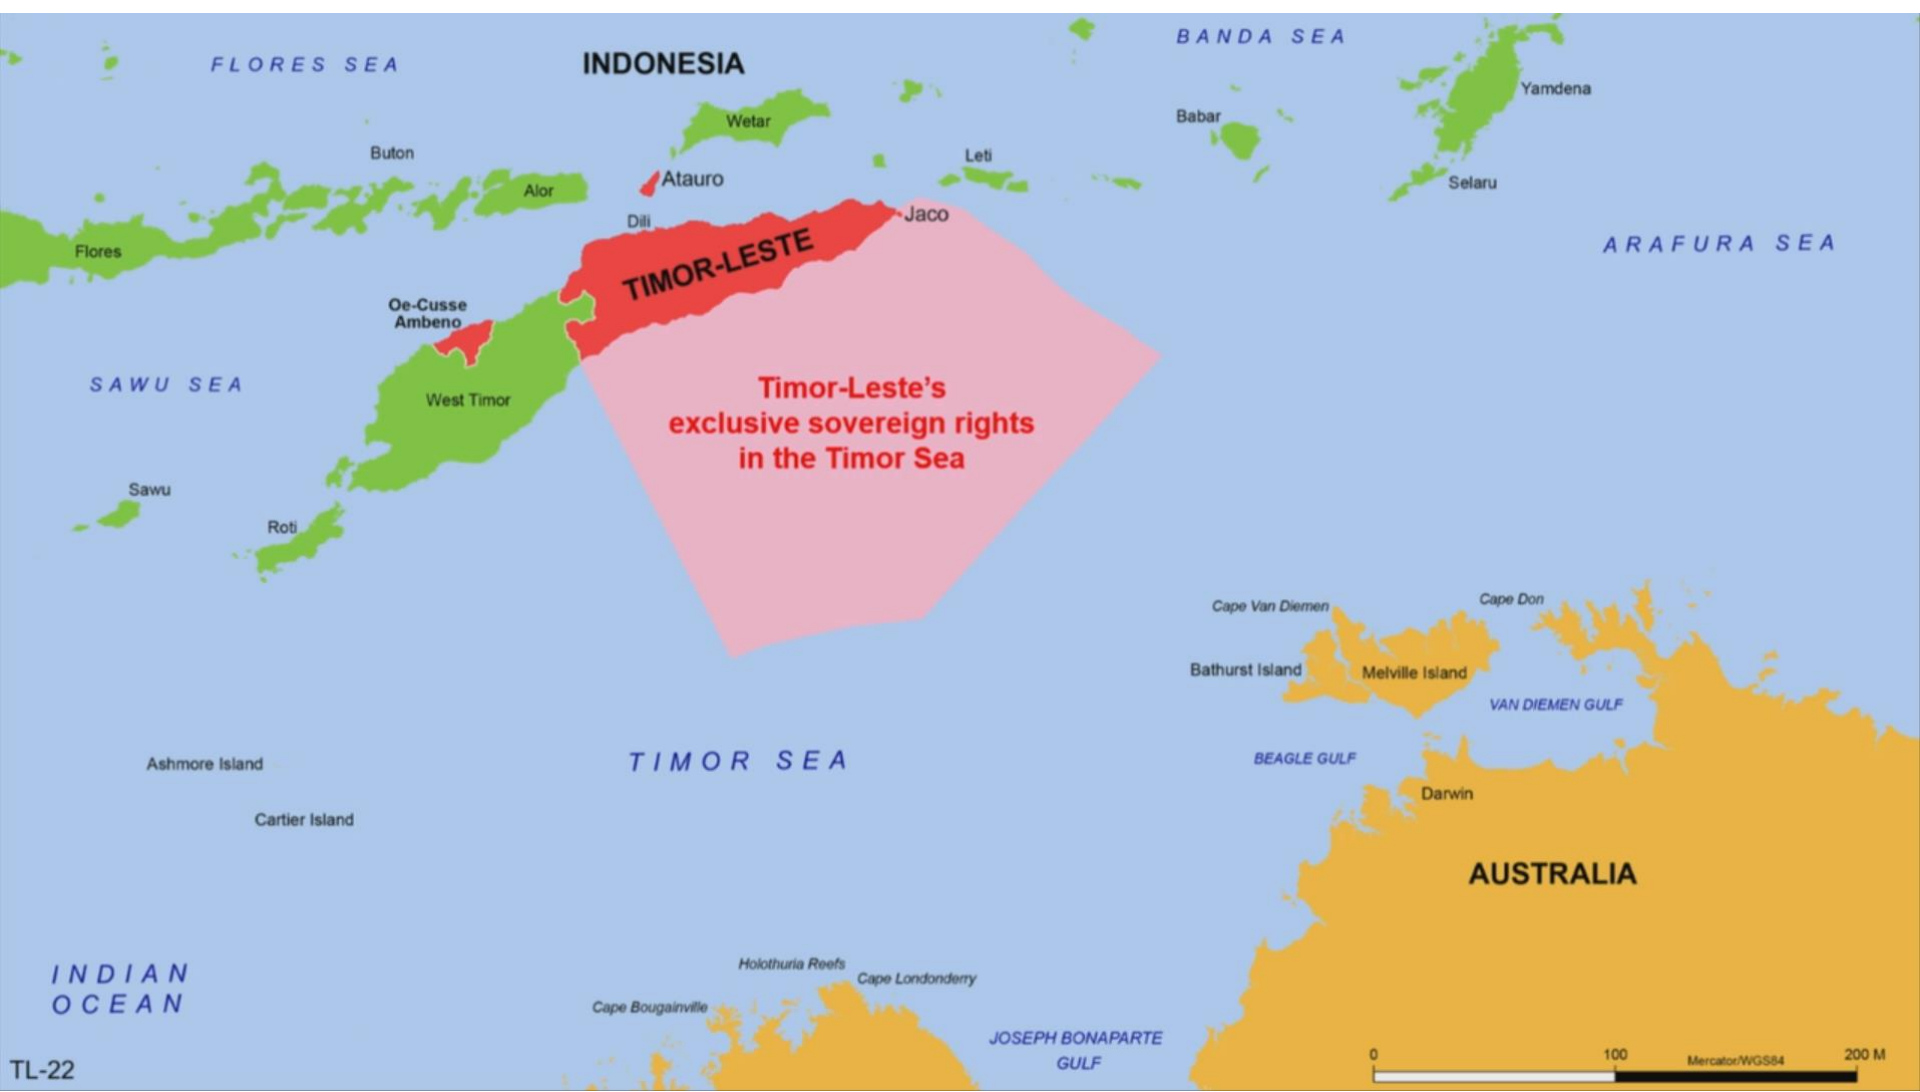 FLORES SEA
INDONESIA
BANDA SEA
Yamdena
Wetar
Babar
Buton
Leti
Atauro
Alor
Selaru
Dili
Jaco
TIMOR-LESTE
ARAFURA SEA
Flores
Oe-Cusse
Ambeno
SAWU SEA
West Timor
Timor-Leste’s
exclusive sovereign rights
in the Timor Sea
Sawu
Roti
Cape Van Diemen
Cape Don
Bathurst Island
Melville Island
VAN DIEMEN GULF
TIMOR SEA
BEAGLE GULF
Ashmore Island
Darwin
Cartier Island
AUSTRALIA
INDIAN
OCEAN
Holothuria Reefs
Cape Londonderry
Cape Bougainville
JOSEPH BONAPARTE
GULF
0 100 Mercator/WGS84 200 M
TL-22